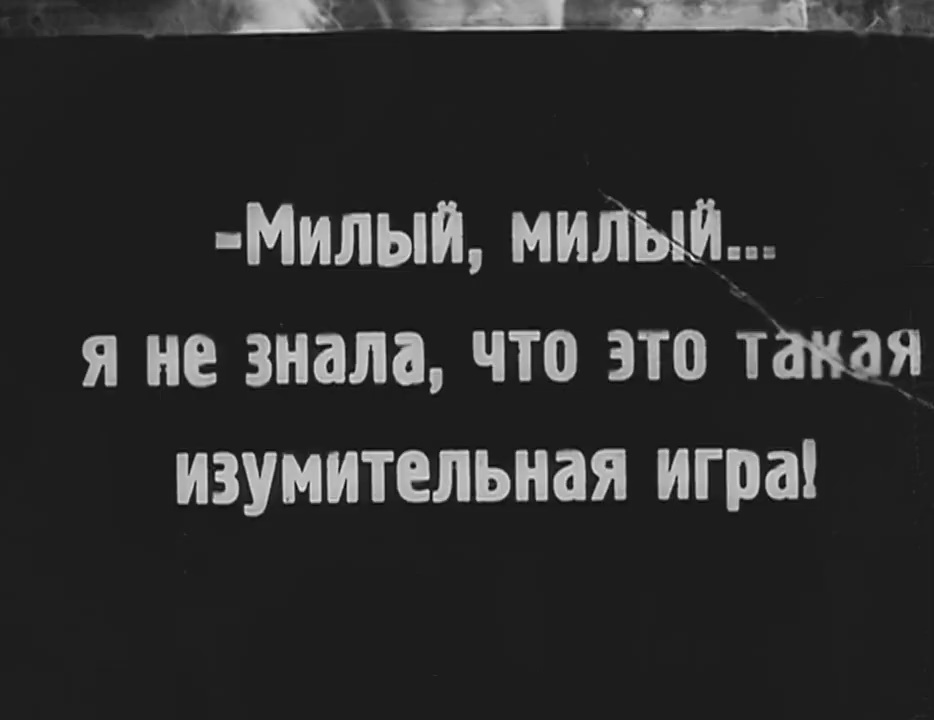 -Милый, милый...
я не знала, что это такая
изумительная игра!